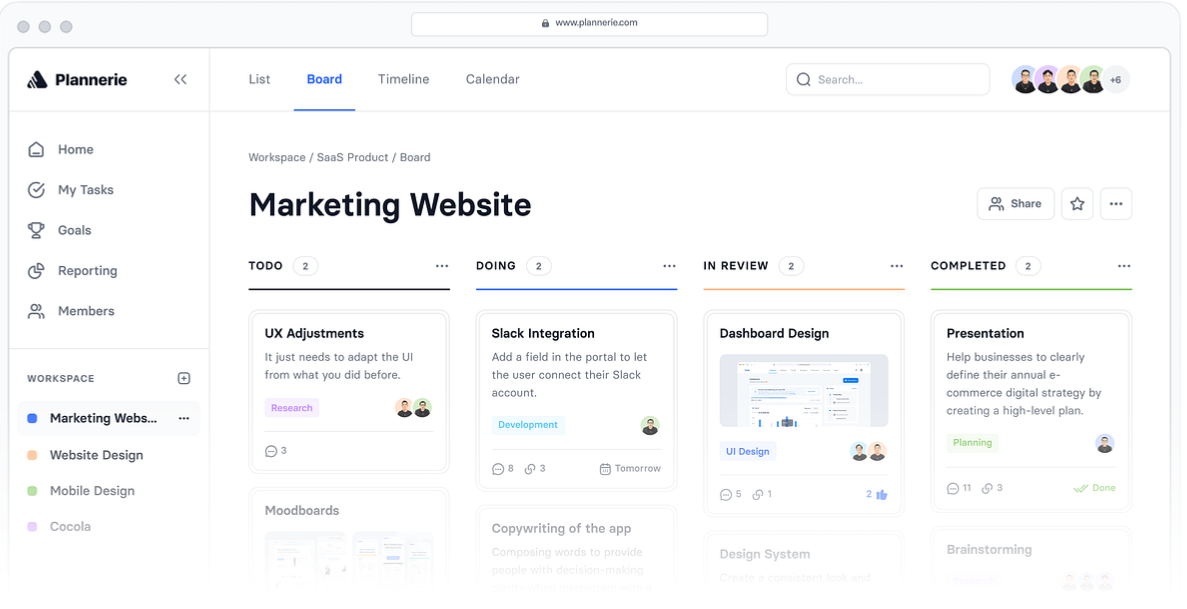 www.plannerie.com
Plannerie
List
Board
Timeline
Calendar
Search...
+6
Home
My Tasks
Goals
Reporting
Members
WORKSPACE
Marketing Webs...
Website Design
Mobile Design
Cocola
Workspace / SaaS Product / Board
Marketing Website
Share
TODO 2
UX Adjustments
It just needs to adapt the UI
from what you did before.
Research
3
Moodboards
DOING 2
Slack Integration
Add a field in the portal to let
the user connect their Slack
account.
Development
8 3 Tomorrow
Copywriting of the app
Composing words to provide
people with decision-making
IN REVIEW 2
Dashboard Design
UI Design
5 1 2
Design System
Create a consistent look and
COMPLETED 2
Presentation
Help businesses to clearly
define their annual e-
commerce digital strategy by
creating a high-level plan.
Planning
11 3 Done
Brainstorming